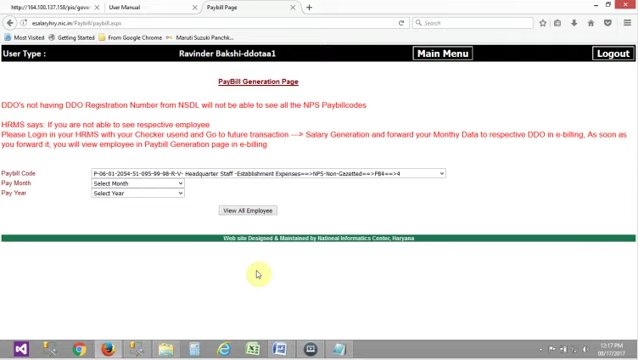 http://164.100.137.158/pis/gev
User Manual
Paybill Page
esalaryhry.nic.in/Paybill/paybill.aspx
Search
Most Visited
Getting Started
From Google Chrome
Maruti Suzuki Panchk...
User Type :
Ravinder Bakshi-ddotaa1
Main Menu
Logout
PayBill Generation Page
DDO's not having DDO Registration Number from NSDL will not be able to see all the NPS Paybillcodes
HRMS says: If you are not able to see respective employee
Please Login in your HRMS with your Checker usend and Go to future transaction ---> Salary Generation and forward your Monthy Data to respective DDO in e-billing, As soon as
you forward it, you will view employee in Paybill Generation page in e-billing.
Paybill Code
P-06-01-2054-51-095-99-98-R-V- Headquarter Staff -Establishment Expenses==>NPS-Non-Gazetted==>F84==>4
Pay Month
Select Month
Pay Year
Select Year
View All Employee
Web site Designed & Maintained by National Informatics Center, Haryana
12:17 PM
08/17/2017